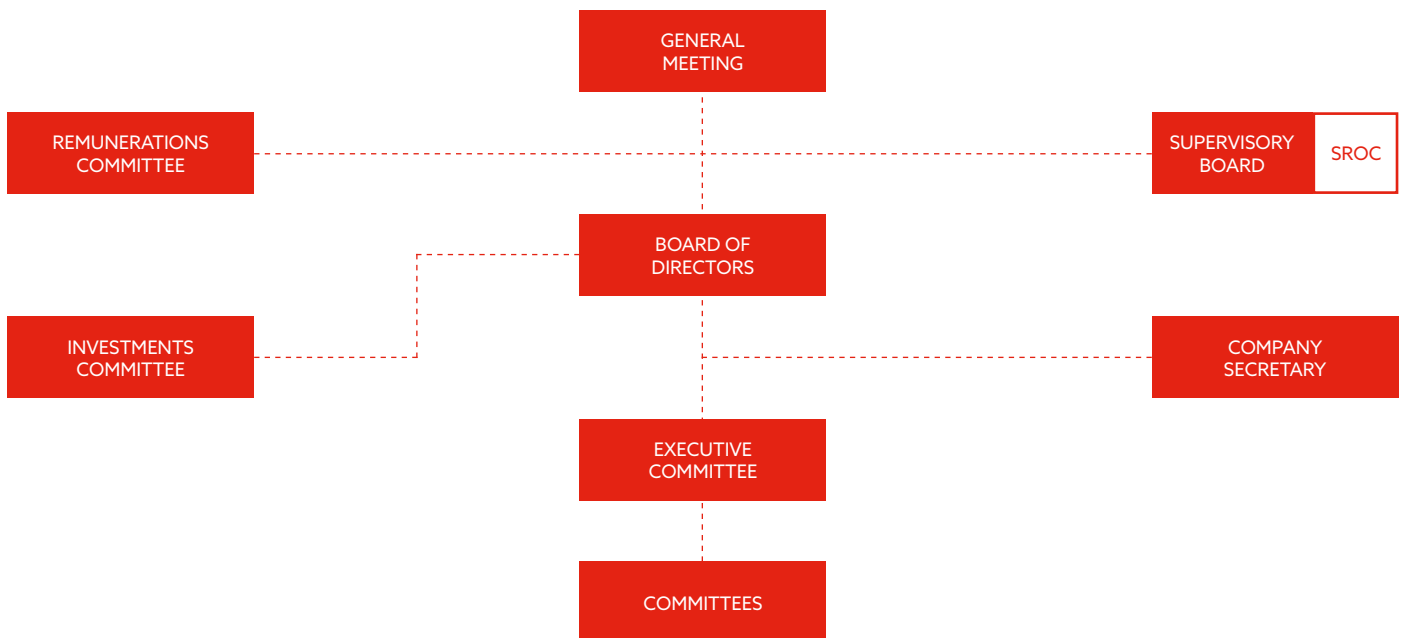 GENERAL
MEETING
REMUNERATIONS
COMMITTEE
SUPERVISORY
BOARD
SROC
BOARD OF
DIRECTORS
INVESTMENTS
COMMITTEE
COMPANY
SECRETARY
EXECUTIVE
COMMITTEE
COMMITTEES